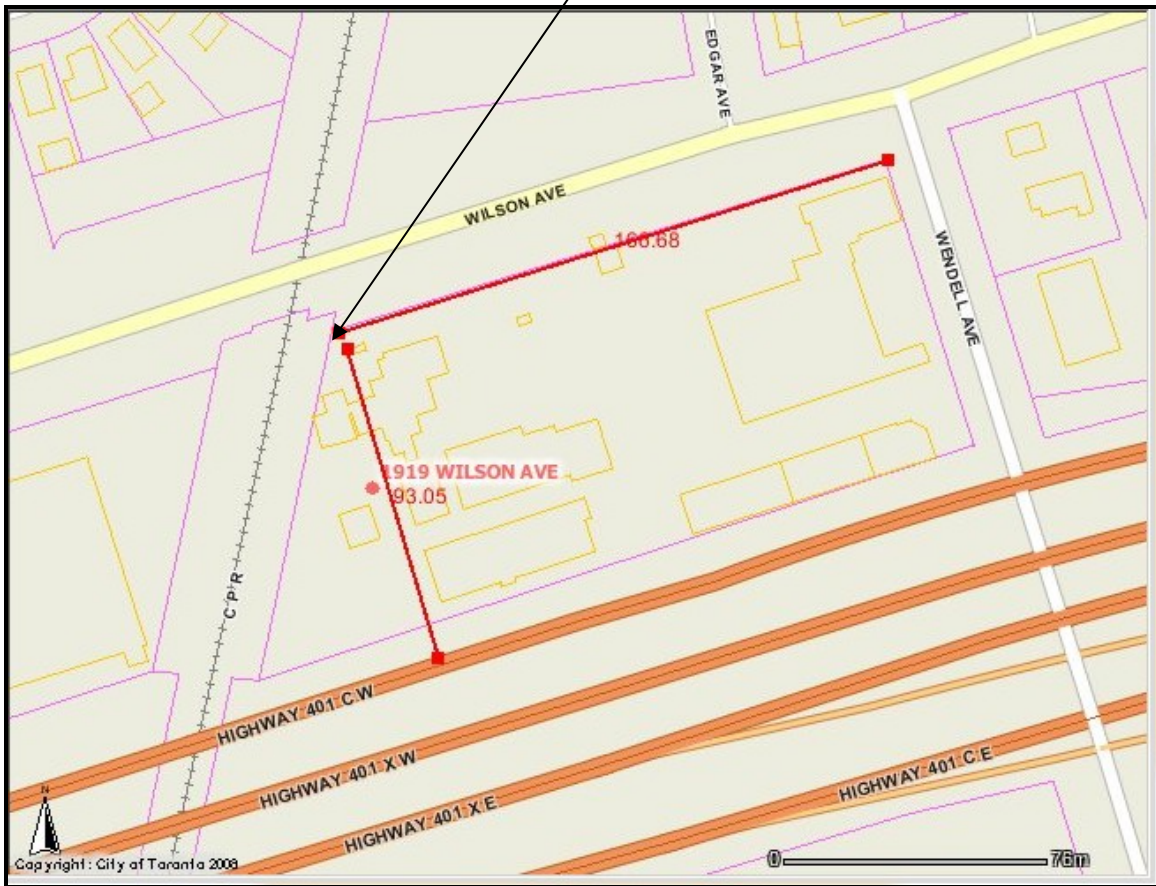 EDGAR AVE
WILSON AVE
166.68
WENDELL AVE
1919 WILSON AVE
93.05
C P R
HIGHWAY 401 C W
HIGHWAY 401 X W
HIGHWAY 401 C E
HIGHWAY 401 X E
N
Copyright : City of Toronto 2008
0
76m